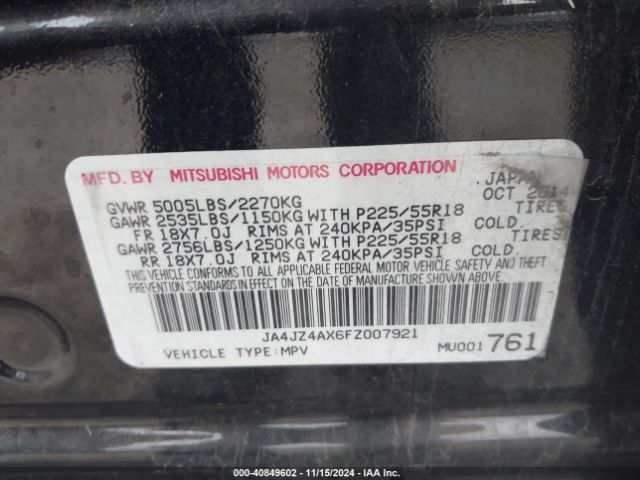 MFD. BY MITSUBISHI MOTORS CORPORATION, JAPAN
GVWR 5005LBS/2270KG OCT 2014
GAWR 2535LBS/1150KG WITH P225/55R18 TIRES
FR 18X7.0J RIMS AT 240KPA/35PSI COLD.
GAWR 2756LBS/1250KG WITH P225/55R18 TIRES
RR 18X7.0J RIMS AT 240KPA/35PSI COLD.
THIS VEHICLE CONFORMS TO ALL APPLICABLE FEDERAL MOTOR VEHICLE SAFETY, BUMPER, AND THEFT
PREVENTION STANDARDS IN EFFECT ON THE DATE OF MANUFACTURE SHOWN ABOVE.
JA4JZ4AX6FZ007921
VEHICLE TYPE:MPV MU001761
000-40849602 - 11/15/2024 - IAA Inc.